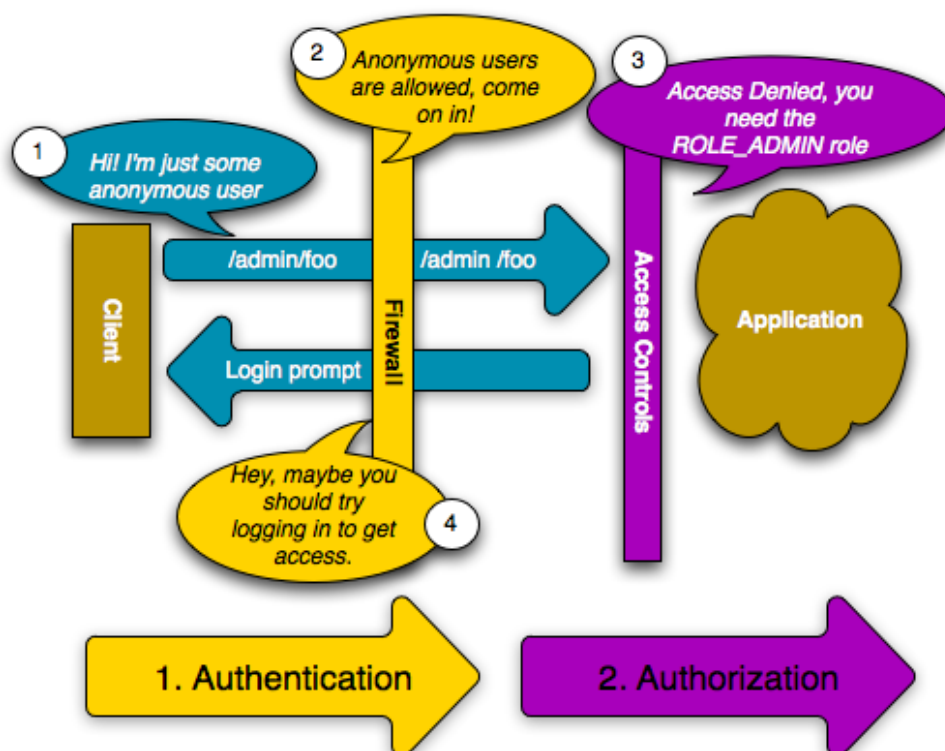 1
Hi! I'm just some
anonymous user
2
Anonymous users
are allowed, come
on in!
3
Access Denied, you
need the
ROLE_ADMIN role
/admin/foo
/admin /foo
Client
Firewall
Access Controls
Application
Login prompt
Hey, maybe you
should try
logging in to get
access.
4
1. Authentication
2. Authorization